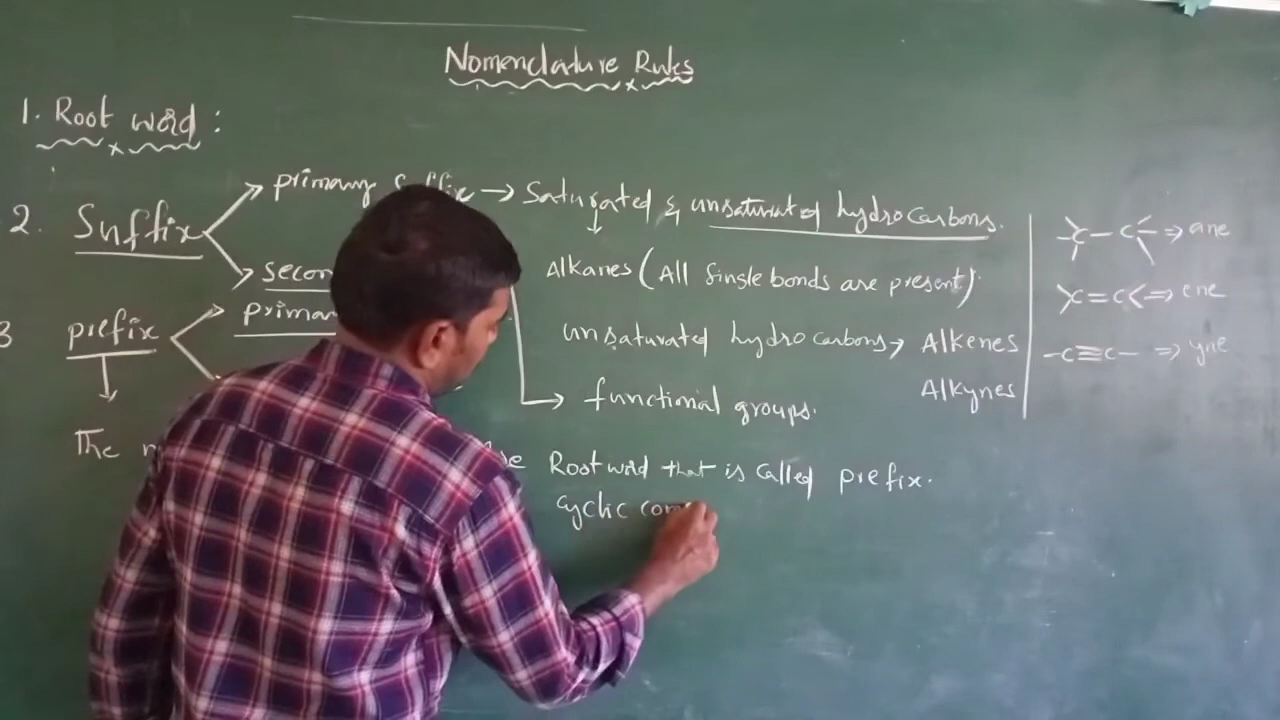 Nomenclature Rules
1. Root word :
2. Suffix
primary → Saturated & unsaturated hydrocarbons.
secon
Alkanes (All Single bonds are present).
unsaturated hydrocarbons → Alkenes
Alkynes
functional groups.
3 prefix
primar
The Root word that is Called prefix.
Cyclic com
C-C ⇒ ane
C=C ⇒ ene
-C≡C- ⇒ yne